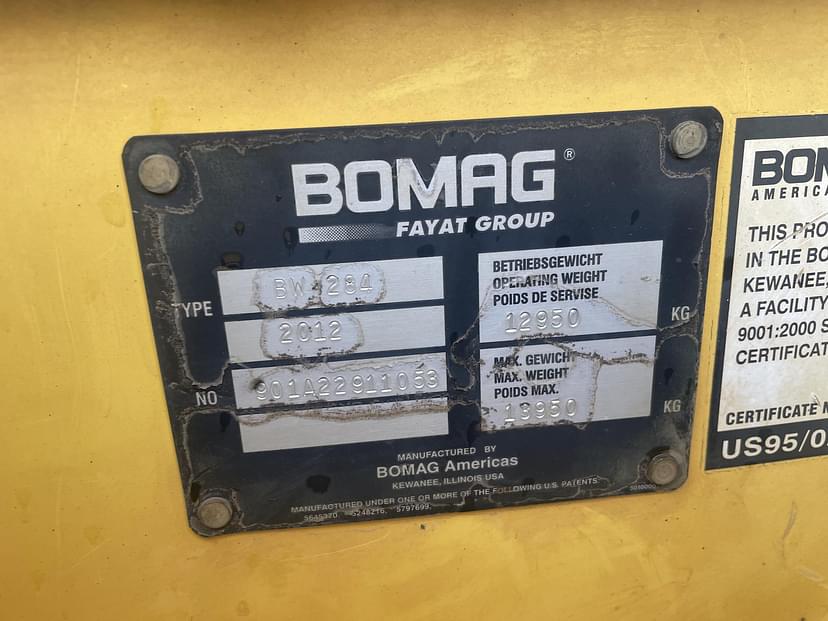 BOMAG®
FAYAT GROUP
TYPE BW 284
2012
NO 901A22911053
BETRIEBSGEWICHT
OPERATING WEIGHT
POIDS DE SERVISE
12950 KG
MAX. GEWICHT
MAX. WEIGHT
POIDS MAX.
13950 KG
MANUFACTURED BY
BOMAG Americas
KEWANEE, ILLINOIS USA
MANUFACTURED UNDER ONE OR MORE OF THE FOLLOWING U.S. PATENTS
5248216. 5797699.
BOM
AMERICA
THIS PRO
IN THE BO
KEWANEE,
A FACILITY
9001:2000 S
CERTIFICAT
CERTIFICATE N
US95/0